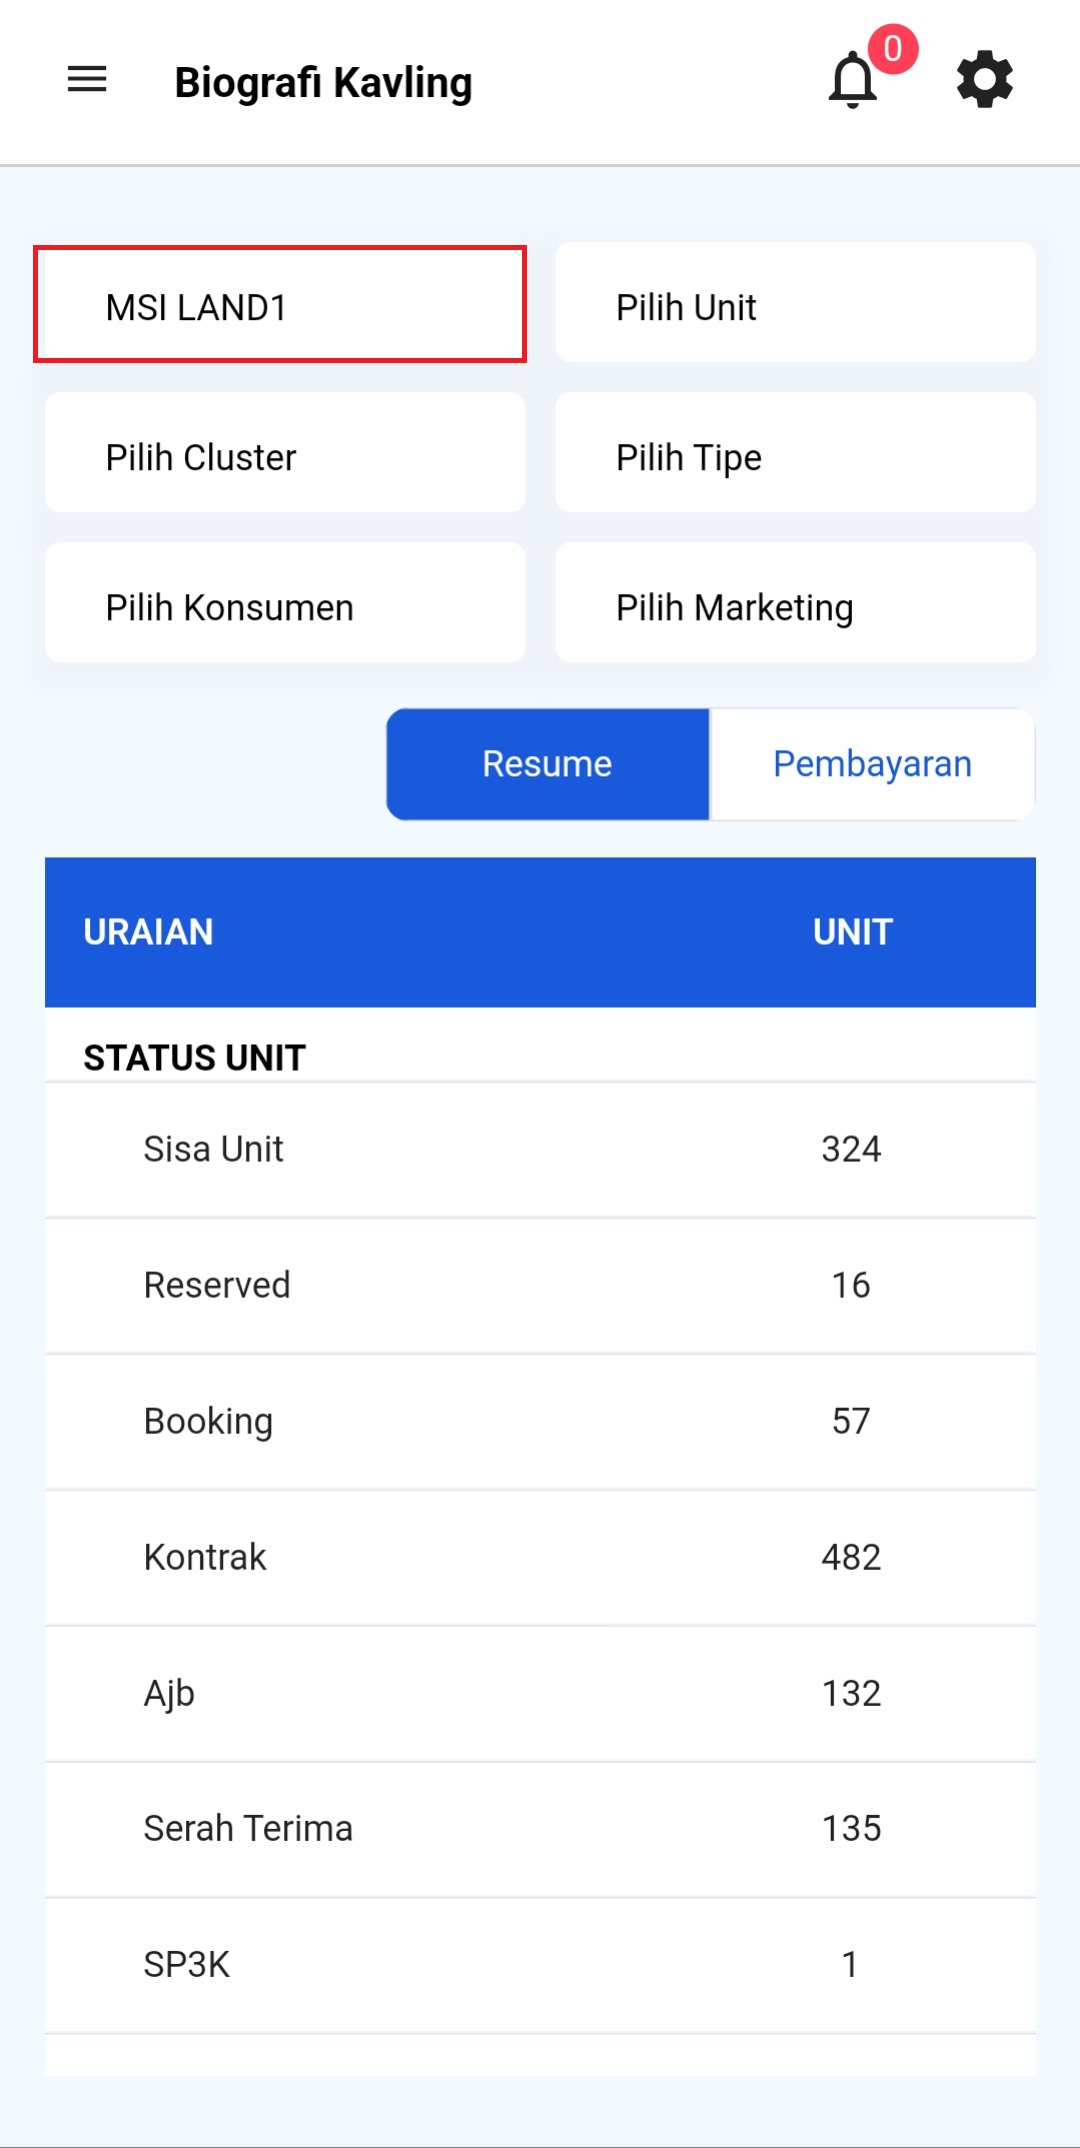 Biografi Kavling
0
MSI LAND1
Pilih Unit
Pilih Cluster
Pilih Tipe
Pilih Konsumen
Pilih Marketing
Resume
Pembayaran
URAIAN UNIT
STATUS UNIT
Sisa Unit 324
Reserved 16
Booking 57
Kontrak 482
Ajb 132
Serah Terima 135
SP3K 1